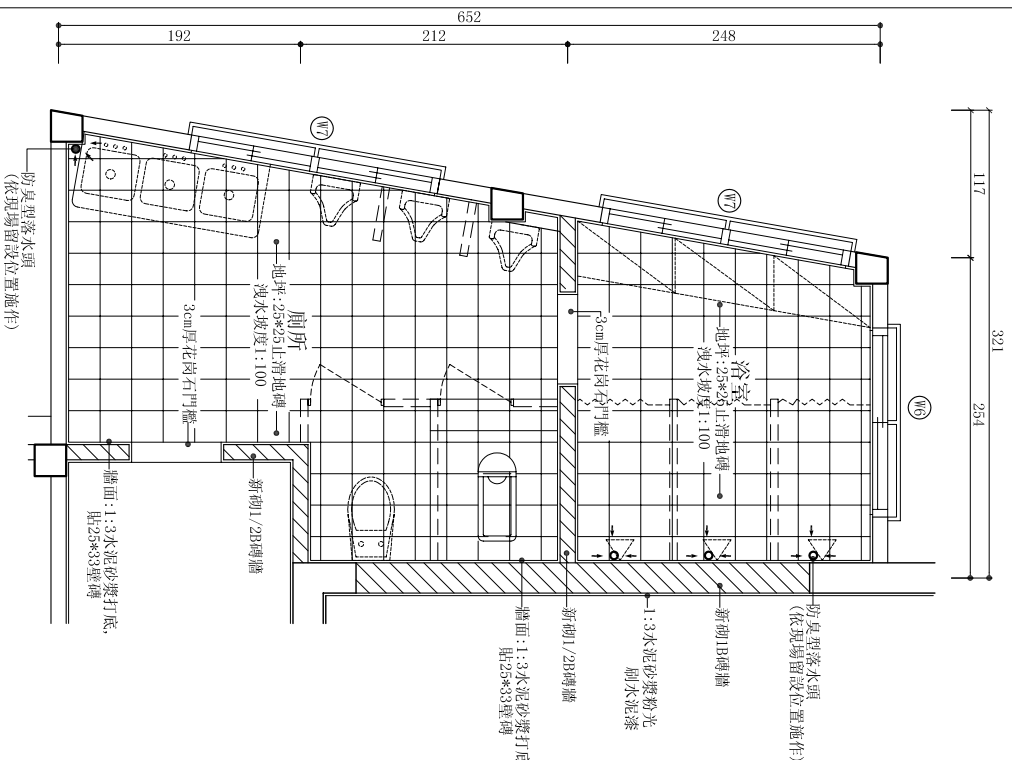 652
192
212
248
117
321
254
W7
W7
W6
防臭型落水頭
(依現場留設位置施作)
廁所
地坪:25*25止滑地磚
洩水坡度1:100
3cm厚花崗石門檻
浴室
地坪:25*25止滑地磚
洩水坡度1:100
3cm厚花崗石門檻
牆面:1:3水泥砂漿打底,
貼25*33壁磚
新砌1/2B磚牆
牆面:1:3水泥砂漿打底
貼25*33壁磚
新砌1/2B磚牆
1:3水泥砂漿粉光
刷水泥漆
新砌1B磚牆
防臭型落水頭
(依現場留設位置施作)